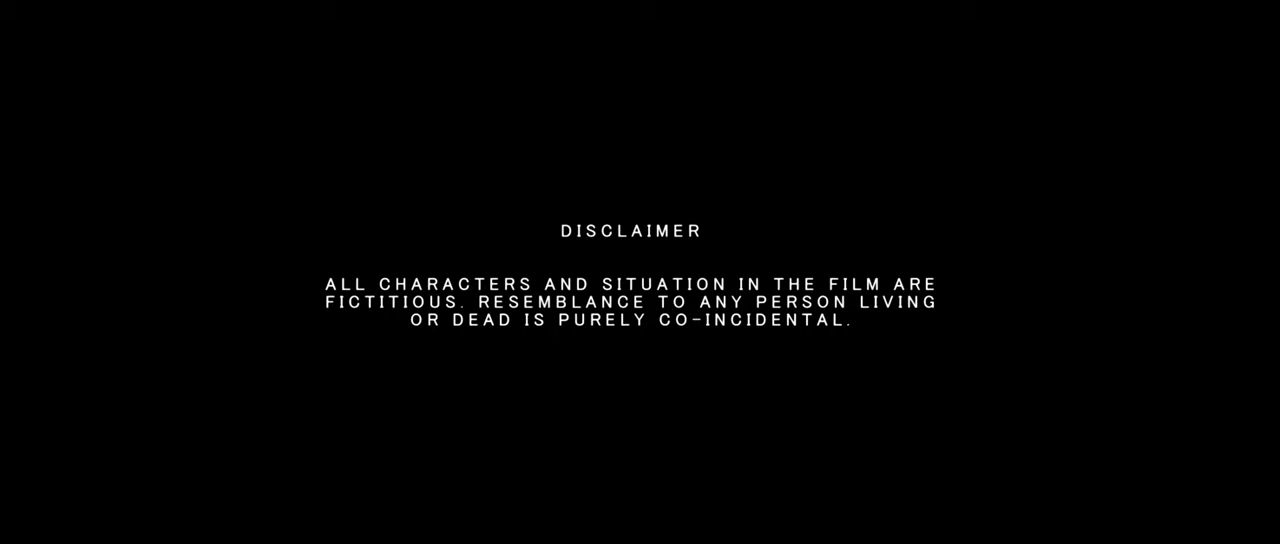 DISCLAIMER
ALL CHARACTERS AND SITUATION IN THE FILM ARE
FICTITIOUS. RESEMBLANCE TO ANY PERSON LIVING
OR DEAD IS PURELY CO-INCIDENTAL.